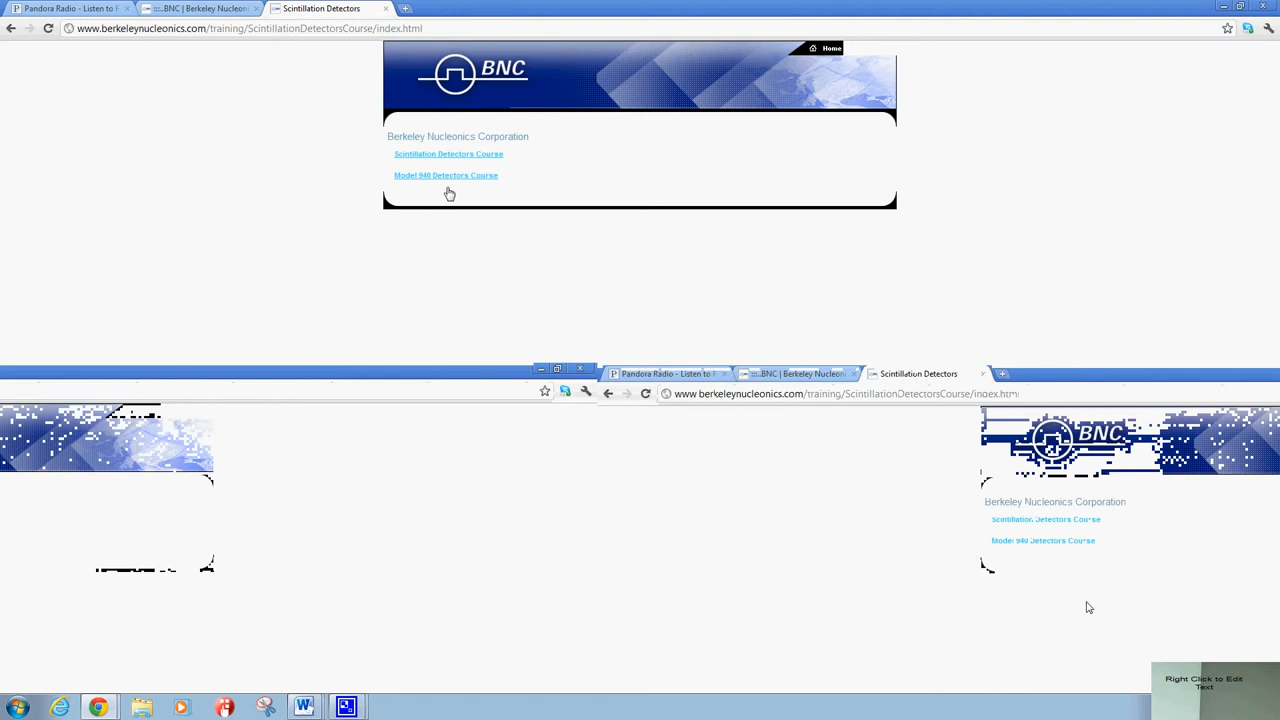 Pandora Radio - Listen to F
:::..BNC | Berkeley Nucleoni
Scintillation Detectors
www.berkeleynucleonics.com/training/ScintillationDetectorsCourse/index.html
Home
BNC
Berkeley Nucleonics Corporation
Scintillation Detectors Course
Model 940 Detectors Course
Pandora Radio - Listen to F
:::..BNC | Berkeley Nucleoni
Scintillation Detectors
www.berkeleynucleonics.com/training/ScintillationDetectorsCourse/index.htm
BNC
Berkeley Nucleonics Corporation
Scintillation Detectors Course
Model 940 Detectors Course
Right Click to Edit
Text